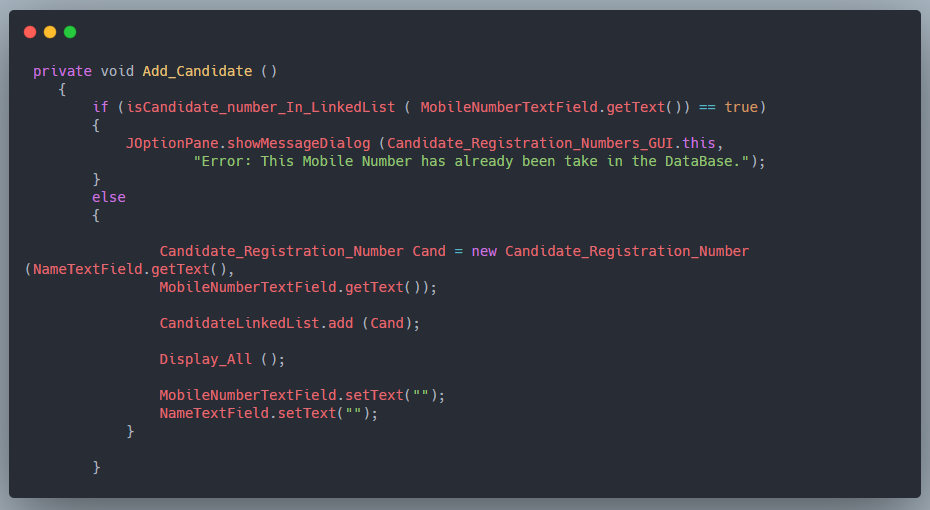 private void Add_Candidate ()
{
if (isCandidate_number_In_LinkedList ( MobileNumberTextField.getText()) == true)
{
JOptionPane.showMessageDialog (Candidate_Registration_Numbers_GUI.this,
"Error: This Mobile Number has already been take in the DataBase.");
}
else
{
Candidate_Registration_Number Cand = new Candidate_Registration_Number
(NameTextField.getText(),
MobileNumberTextField.getText());
CandidateLinkedList.add (Cand);
Display_All ();
MobileNumberTextField.setText("");
NameTextField.setText("");
}
}